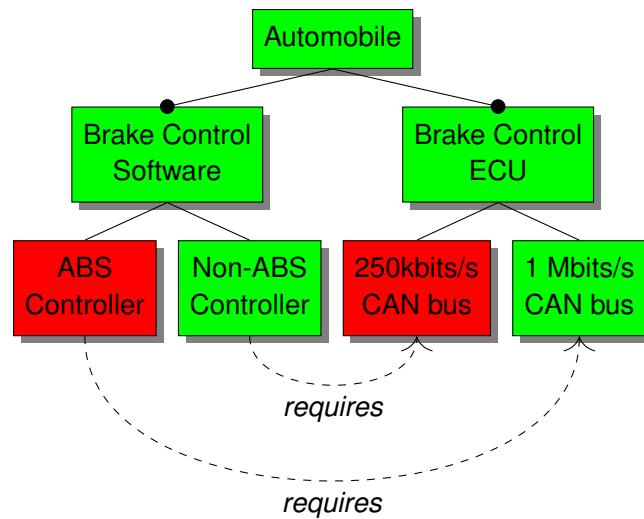 Automobile
Brake Control
Software
Brake Control
ECU
ABS
Controller
Non-ABS
Controller
250kbits/s
CAN bus
1 Mbits/s
CAN bus
requires
requires